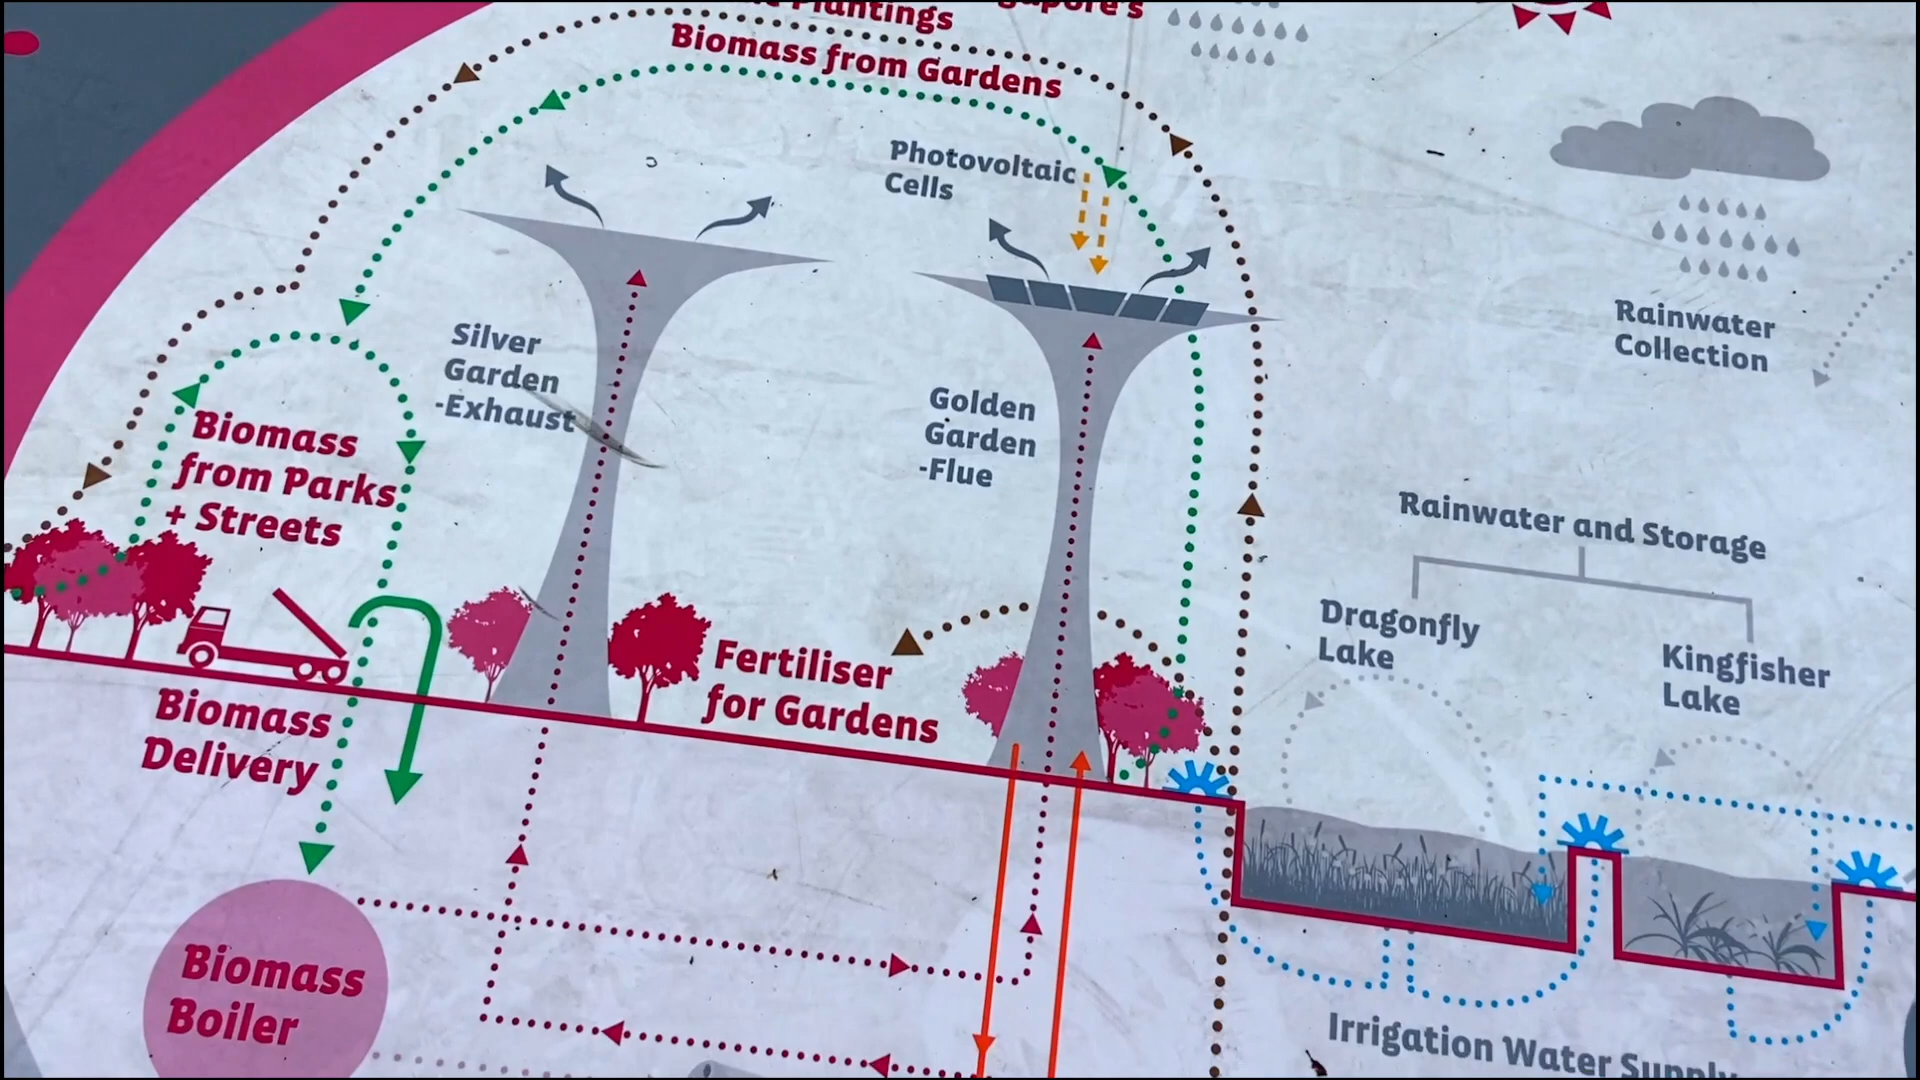 Plantings
Biomass from Gardens
Photovoltaic
Cells
Rainwater
Collection
Silver
Garden
-Exhaust
Golden
Garden
-Flue
Biomass
from Parks
+ Streets
Rainwater and Storage
Dragonfly
Lake
Kingfisher
Lake
Fertiliser
for Gardens
Biomass
Delivery
Biomass
Boiler
Irrigation Water Supply